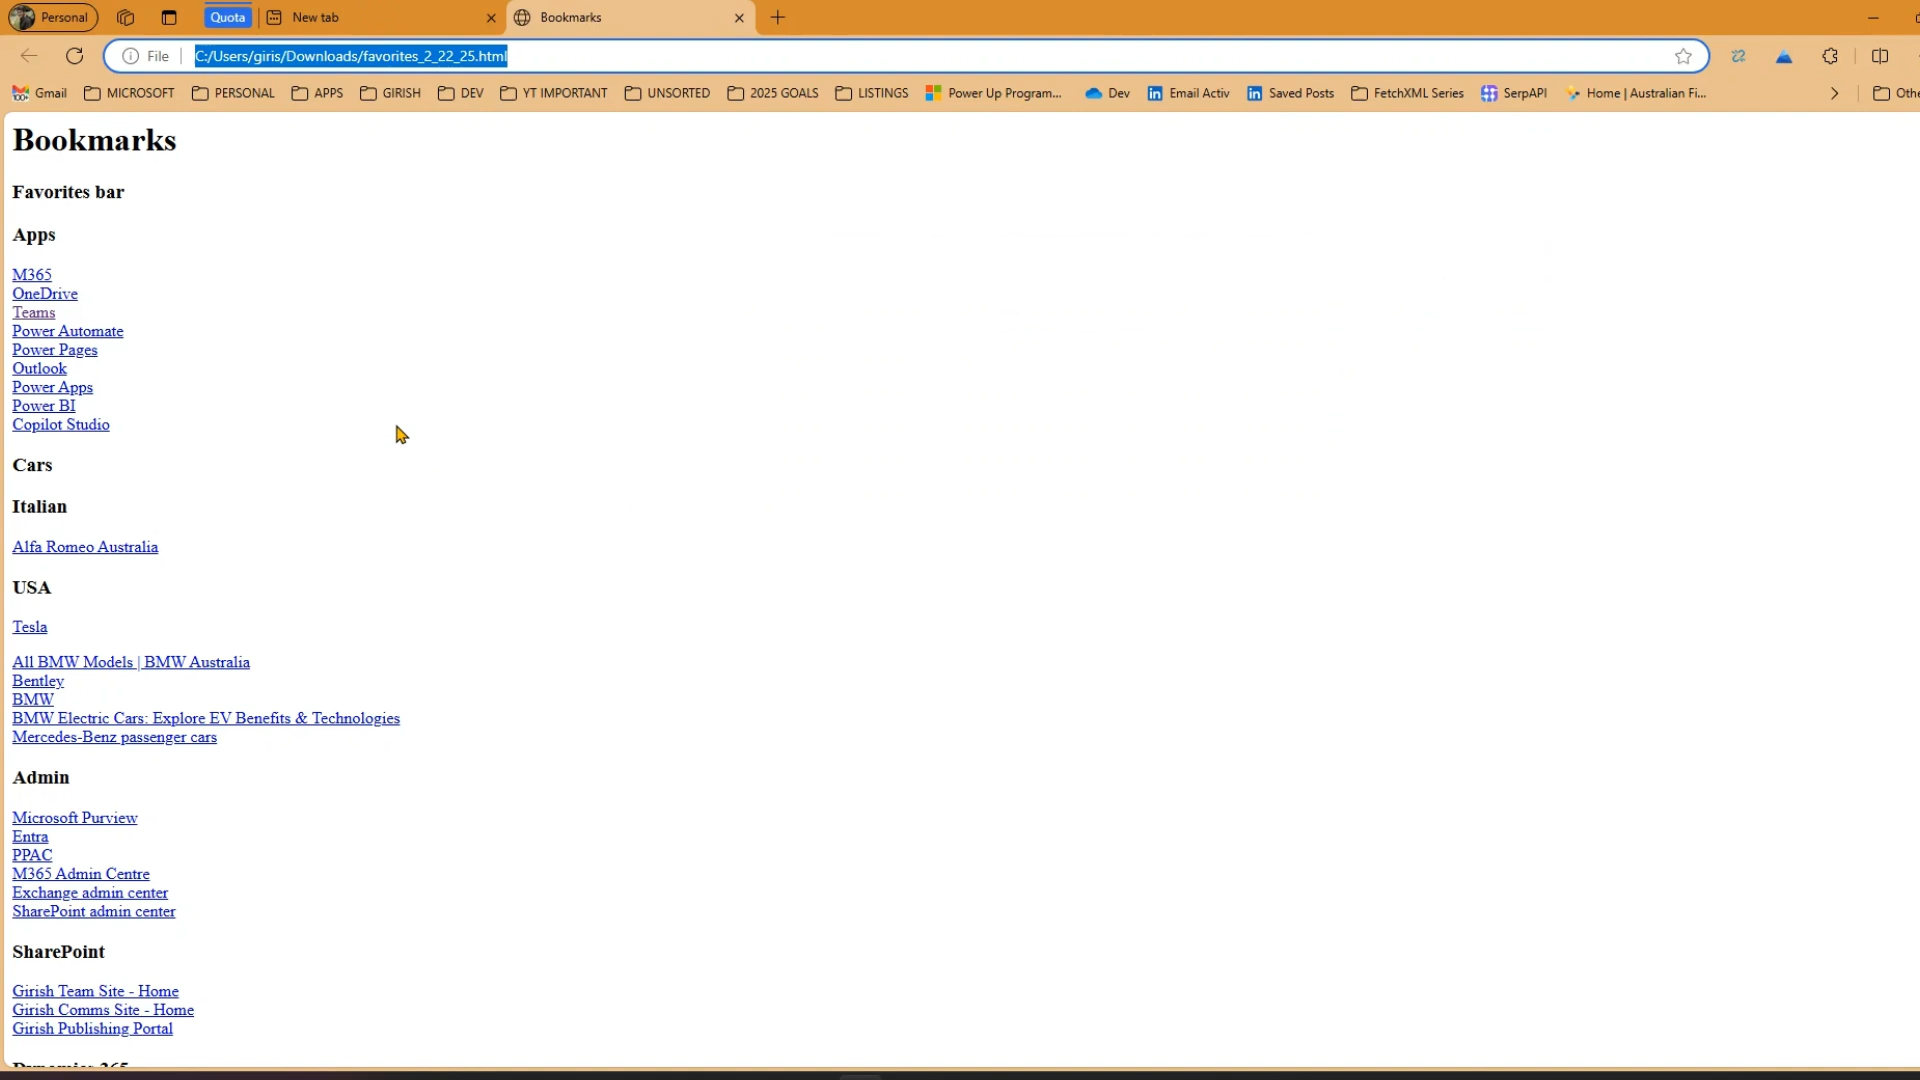 Personal
Quota
New tab
Bookmarks
File
C:/Users/giris/Downloads/favorites_2_22_25.html
100+
Gmail
MICROSOFT
PERSONAL
APPS
GIRISH
DEV
YT IMPORTANT
UNSORTED
2025 GOALS
LISTINGS
Power Up Program...
Dev
Email Activ
Saved Posts
FetchXML Series
SerpAPI
Home | Australian Fi...
Othe
Bookmarks
Favorites bar
Apps
M365
OneDrive
Teams
Power Automate
Power Pages
Outlook
Power Apps
Power BI
Copilot Studio
Cars
Italian
Alfa Romeo Australia
USA
Tesla
All BMW Models | BMW Australia
Bentley
BMW
BMW Electric Cars: Explore EV Benefits & Technologies
Mercedes-Benz passenger cars
Admin
Microsoft Purview
Entra
PPAC
M365 Admin Centre
Exchange admin center
SharePoint admin center
SharePoint
Girish Team Site - Home
Girish Comms Site - Home
Girish Publishing Portal
Dynamics 365